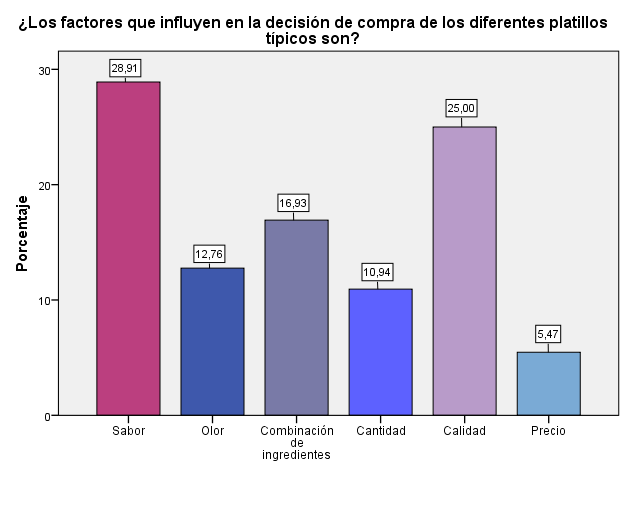 ¿Los factores que influyen en la decisión de compra de los diferentes platillos
típicos son?
Porcentaje
30
20
10
0
28,91
12,76
16,93
10,94
25,00
5,47
Sabor
Olor
Combinación
de
ingredientes
Cantidad
Calidad
Precio